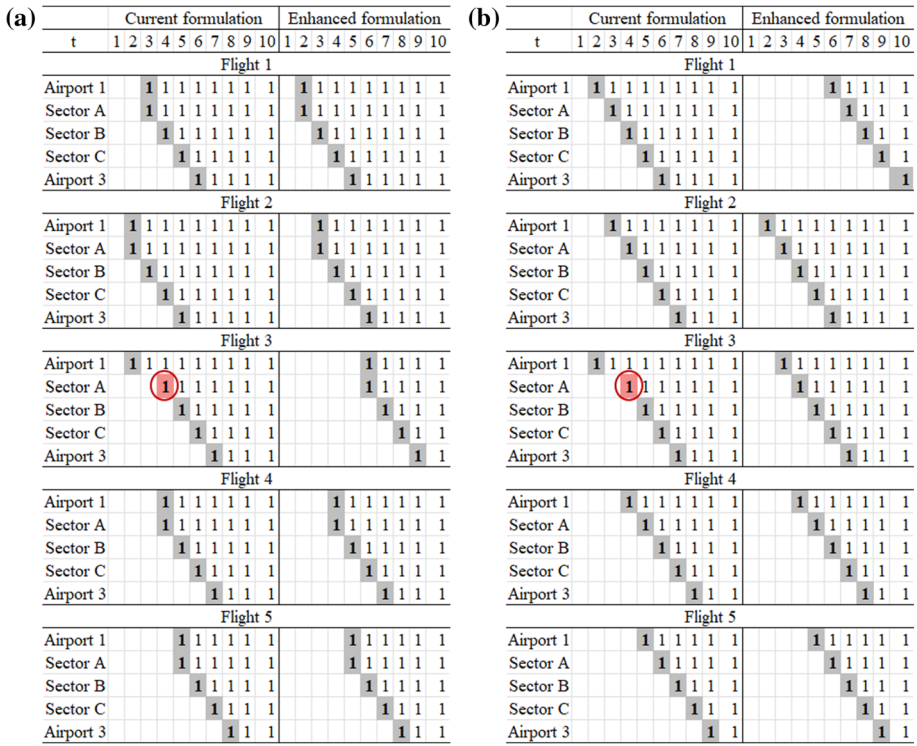 (a)
Current formulation Enhanced formulation
t 1 2 3 4 5 6 7 8 9 10 1 2 3 4 5 6 7 8 9 10
Flight 1
Airport 1 1 1 1 1 1 1 1 1 1 1 1 1 1 1 1 1 1
Sector A 1 1 1 1 1 1 1 1 1 1 1 1 1 1 1 1 1
Sector B 1 1 1 1 1 1 1 1 1 1 1 1 1 1 1
Sector C 1 1 1 1 1 1 1 1 1 1 1 1 1
Airport 3 1 1 1 1 1 1 1 1 1 1 1
Flight 2
Airport 1 1 1 1 1 1 1 1 1 1 1 1 1 1 1 1 1 1
Sector A 1 1 1 1 1 1 1 1 1 1 1 1 1 1 1 1 1
Sector B 1 1 1 1 1 1 1 1 1 1 1 1 1 1 1
Sector C 1 1 1 1 1 1 1 1 1 1 1 1 1
Airport 3 1 1 1 1 1 1 1 1 1 1 1
Flight 3
Airport 1 1 1 1 1 1 1 1 1 1 1 1 1 1 1
Sector A 1 1 1 1 1 1 1 1 1 1 1 1
Sector B 1 1 1 1 1 1 1 1 1 1
Sector C 1 1 1 1 1 1 1 1
Airport 3 1 1 1 1 1 1
Flight 4
Airport 1 1 1 1 1 1 1 1 1 1 1 1 1 1 1
Sector A 1 1 1 1 1 1 1 1 1 1 1 1 1 1
Sector B 1 1 1 1 1 1 1 1 1 1 1 1
Sector C 1 1 1 1 1 1 1 1 1 1
Airport 3 1 1 1 1 1 1 1 1
Flight 5
Airport 1 1 1 1 1 1 1 1 1 1 1 1 1
Sector A 1 1 1 1 1 1 1 1 1 1 1 1
Sector B 1 1 1 1 1 1 1 1 1 1
Sector C 1 1 1 1 1 1 1 1
Airport 3 1 1 1 1 1 1
(b)
Current formulation Enhanced formulation
t 1 2 3 4 5 6 7 8 9 10 1 2 3 4 5 6 7 8 9 10
Flight 1
Airport 1 1 1 1 1 1 1 1 1 1 1 1 1 1 1
Sector A 1 1 1 1 1 1 1 1 1 1 1 1
Sector B 1 1 1 1 1 1 1 1 1 1
Sector C 1 1 1 1 1 1 1 1
Airport 3 1 1 1 1 1 1
Flight 2
Airport 1 1 1 1 1 1 1 1 1 1 1 1 1 1 1 1 1 1
Sector A 1 1 1 1 1 1 1 1 1 1 1 1 1 1 1
Sector B 1 1 1 1 1 1 1 1 1 1 1 1 1
Sector C 1 1 1 1 1 1 1 1 1 1 1
Airport 3 1 1 1 1 1 1 1 1 1
Flight 3
Airport 1 1 1 1 1 1 1 1 1 1 1 1 1 1 1 1 1 1
Sector A 1 1 1 1 1 1 1 1 1 1 1 1 1 1
Sector B 1 1 1 1 1 1 1 1 1 1 1 1
Sector C 1 1 1 1 1 1 1 1 1 1
Airport 3 1 1 1 1 1 1 1 1
Flight 4
Airport 1 1 1 1 1 1 1 1 1 1 1 1 1 1 1
Sector A 1 1 1 1 1 1 1 1 1 1 1 1
Sector B 1 1 1 1 1 1 1 1 1 1
Sector C 1 1 1 1 1 1 1 1
Airport 3 1 1 1 1 1 1
Flight 5
Airport 1 1 1 1 1 1 1 1 1 1 1 1 1
Sector A 1 1 1 1 1 1 1 1 1 1
Sector B 1 1 1 1 1 1 1 1
Sector C 1 1 1 1 1 1
Airport 3 1 1 1 1